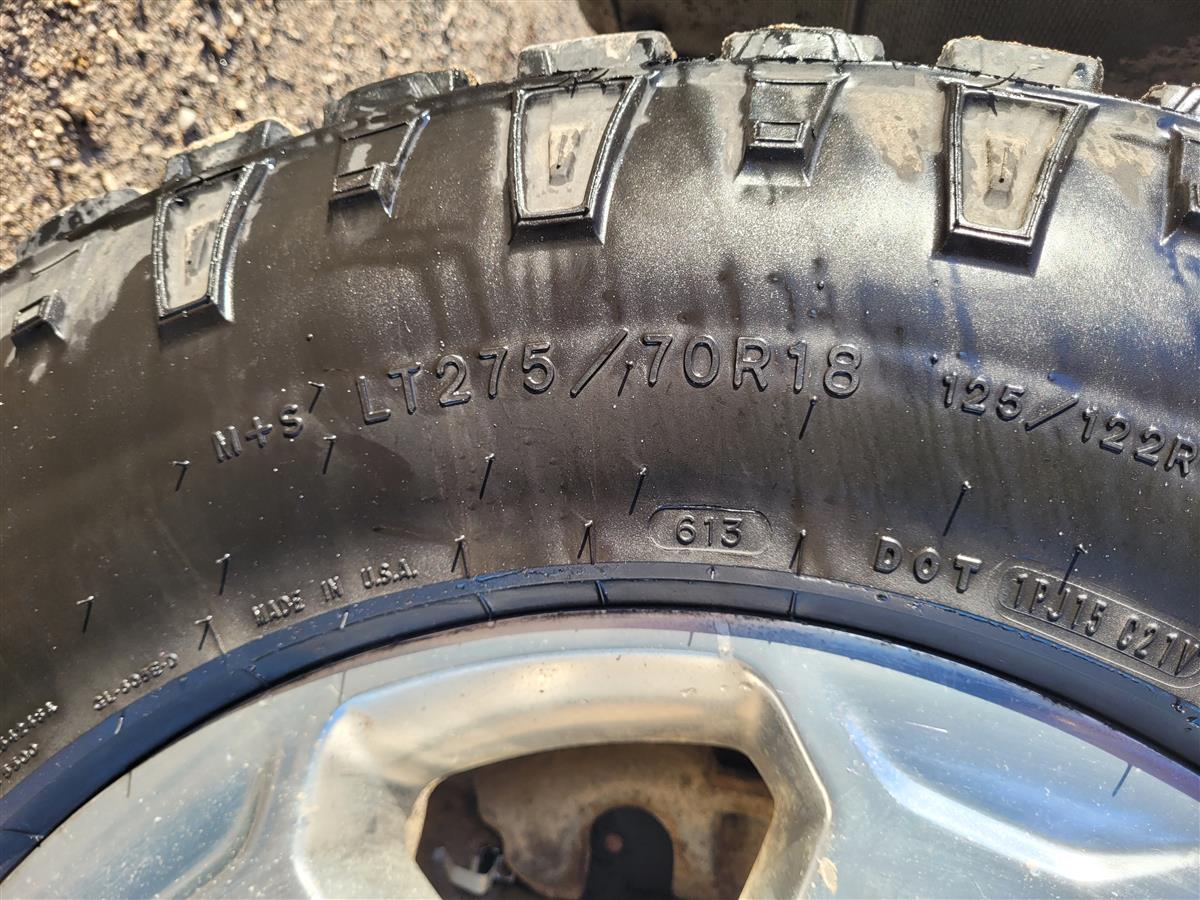 M+S LT275/70R18 125/122R
613
DOT 1PJ15 C21V
MADE IN U.S.A.